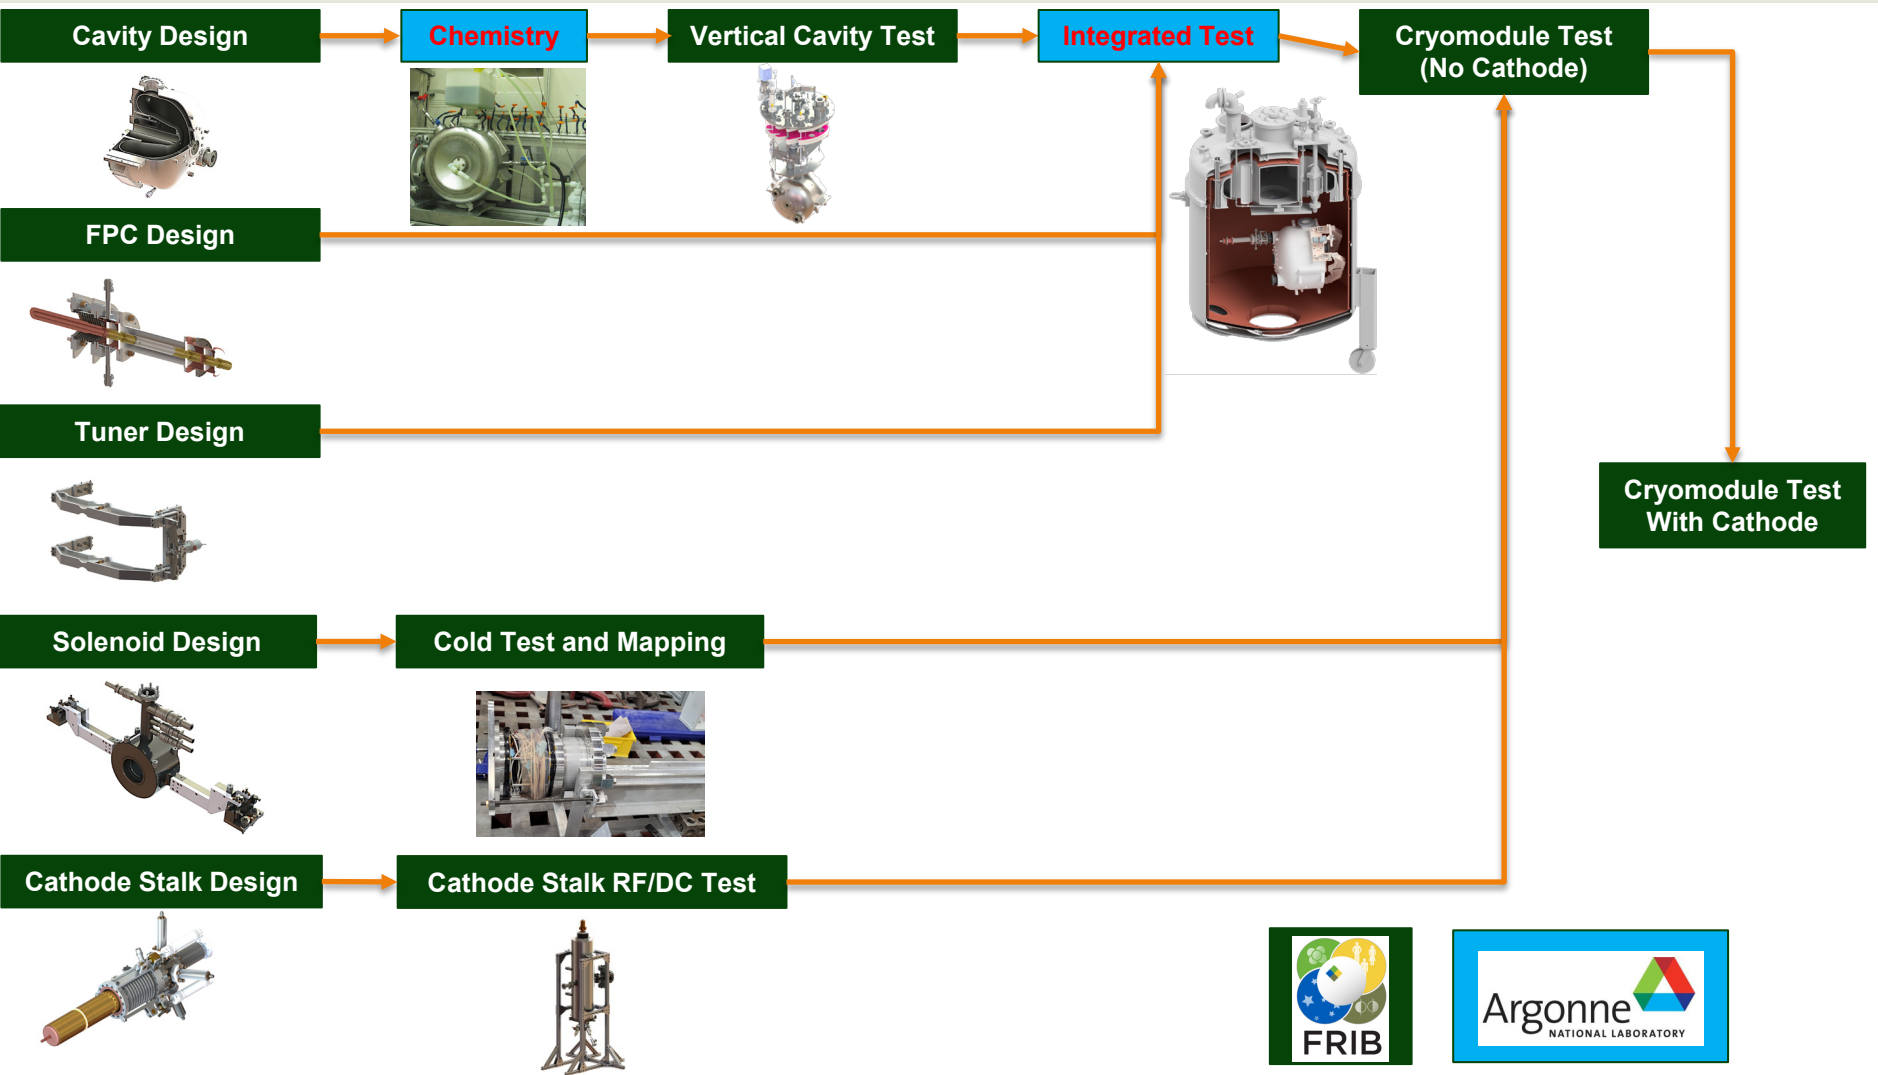 Cavity Design
Chemistry
Vertical Cavity Test
Integrated Test
Cryomodule Test
(No Cathode)
FPC Design
Tuner Design
Cryomodule Test
With Cathode
Solenoid Design
Cold Test and Mapping
Cathode Stalk Design
Cathode Stalk RF/DC Test
FRIB
Argonne
NATIONAL LABORATORY